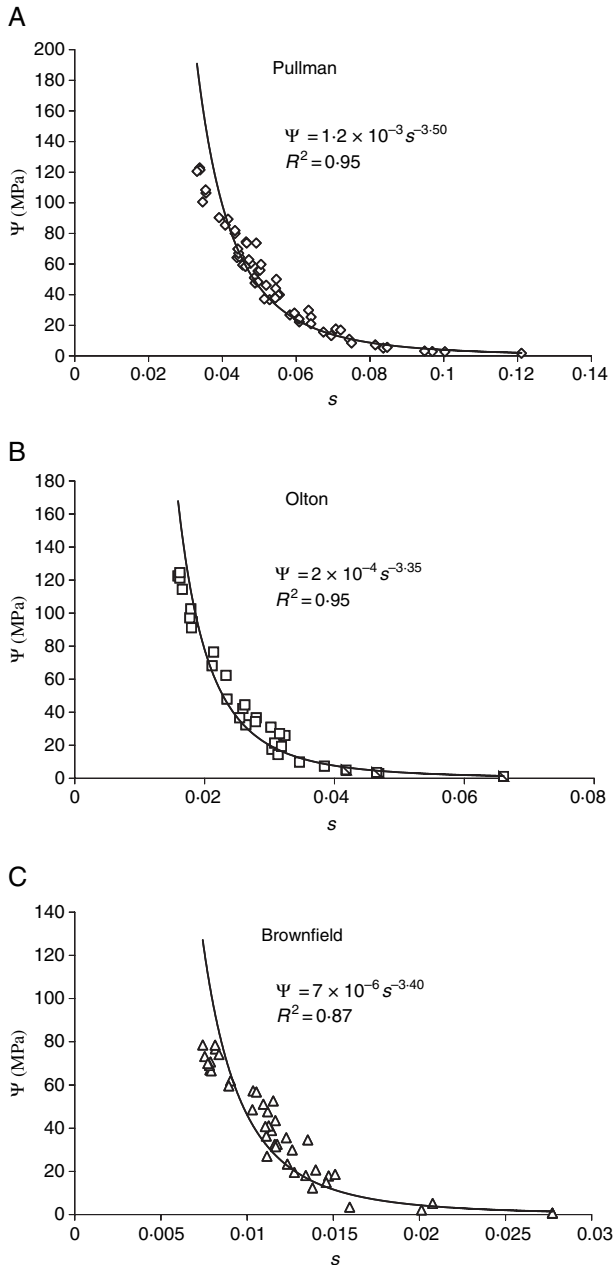 A
Pullman
Ψ = 1·2 × 10⁻³ s⁻³·⁵⁰
R² = 0·95
Ψ (MPa)
200
180
160
140
120
100
80
60
40
20
0
0 0·02 0·04 0·06 0·08 0·1 0·12 0·14
s
B
Olton
Ψ = 2 × 10⁻⁴ s⁻³·³⁵
R² = 0·95
Ψ (MPa)
180
160
140
120
100
80
60
40
20
0
0 0·02 0·04 0·06 0·08
s
C
Brownfield
Ψ = 7 × 10⁻⁶ s⁻³·⁴⁰
R² = 0·87
Ψ (MPa)
140
120
100
80
60
40
20
0
0 0·005 0·01 0·015 0·02 0·025 0·03
s